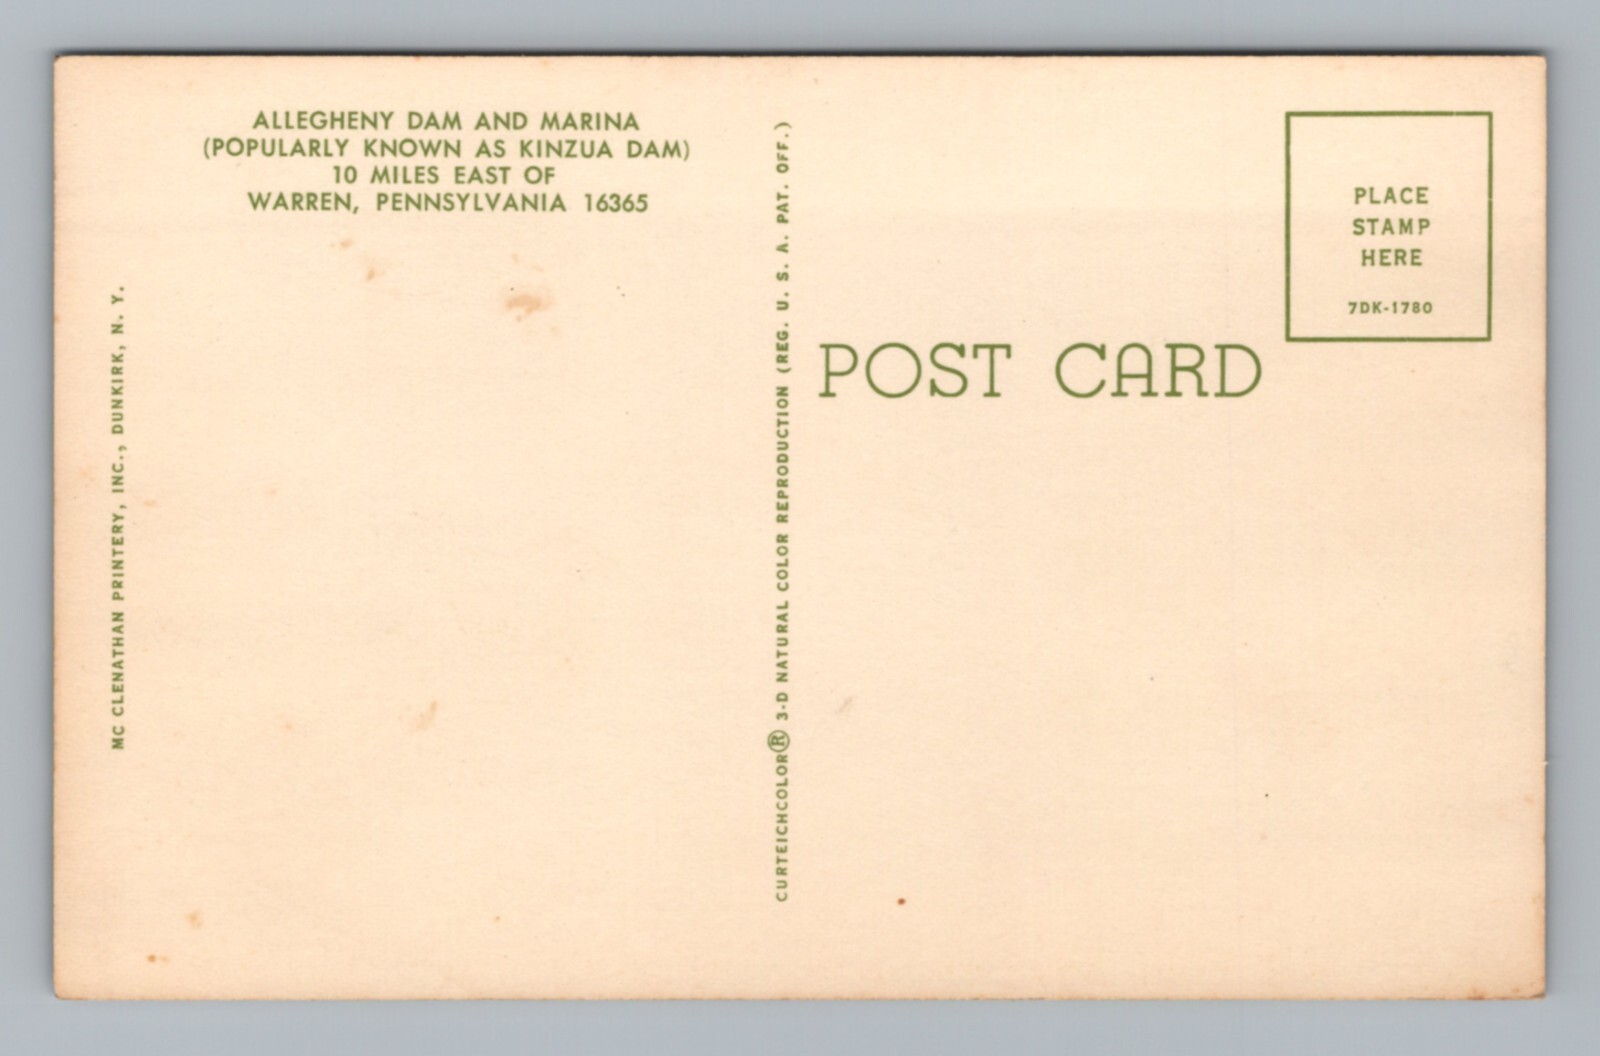 ALLEGHENY DAM AND MARINA
(POPULARLY KNOWN AS KINZUA DAM)
10 MILES EAST OF
WARREN, PENNSYLVANIA 16365
MC CLENATHAN PRINTERY, INC., DUNKIRK, N. Y.
CURTEICHCOLOR® 3-D NATURAL COLOR REPRODUCTION (REG. U. S. A. PAT. OFF.)
POST CARD
PLACE
STAMP
HERE
7DK-1780